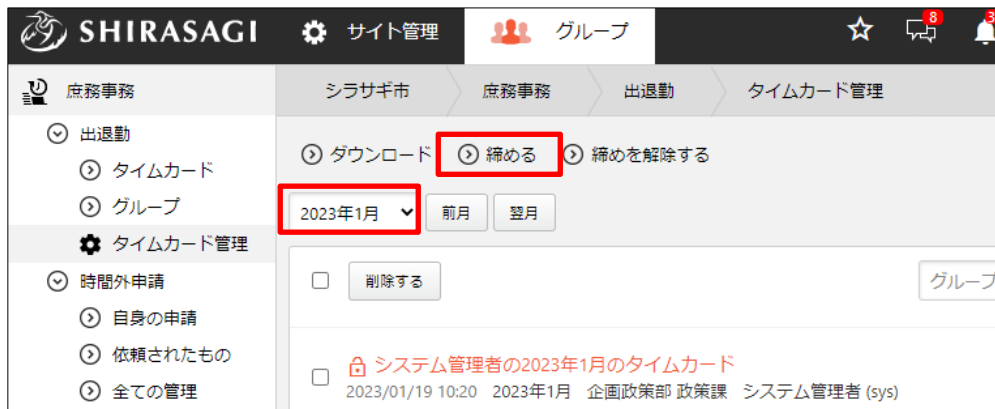 SHIRASAGI サイト管理 グループ 8 3
庶務事務
シラサギ市 庶務事務 出退勤 タイムカード管理
出退勤
タイムカード
グループ
タイムカード管理
時間外申請
自身の申請
依頼されたもの
全ての管理
ダウンロード 締める 締めを解除する
2023年1月 前月 翌月
削除する グループ
システム管理者の2023年1月のタイムカード
2023/01/19 10:20 2023年1月 企画政策部 政策課 システム管理者 (sys)